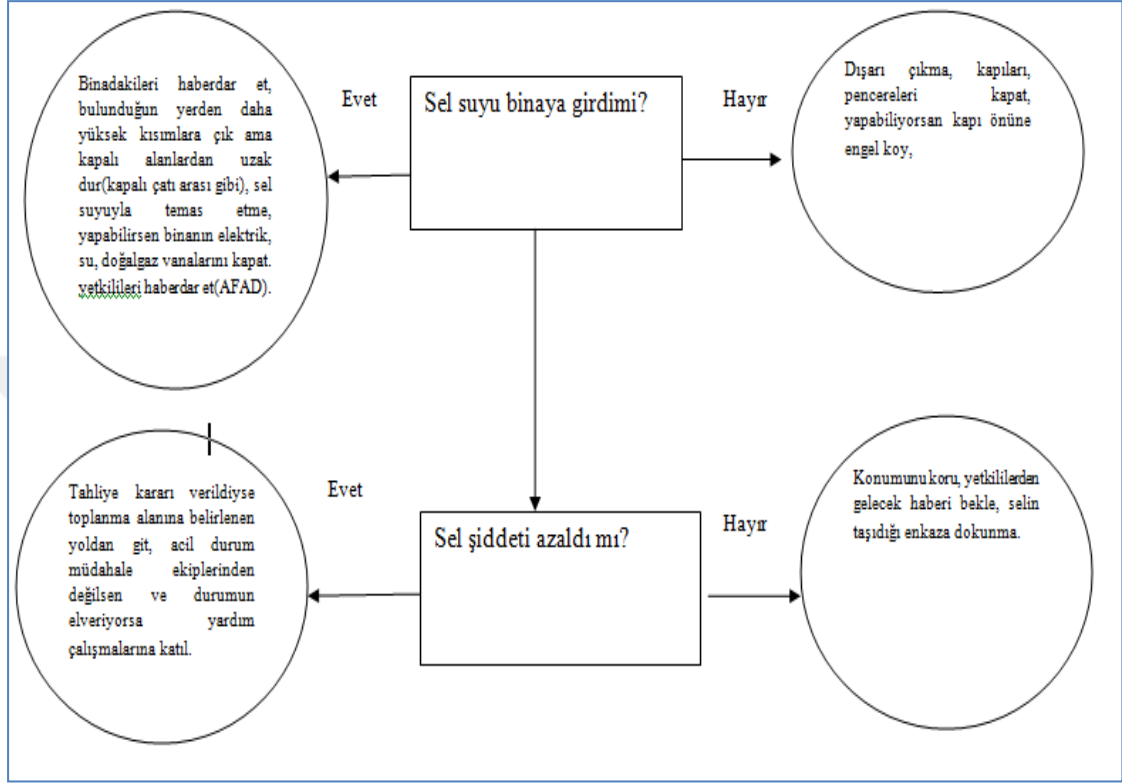 Binadakileri haberdar et,
bulunduğun yerden daha
yüksek kısımlara çık ama
kapalı alanlardan uzak
dur(kapalı çatı arası gibi), sel
suyuyla temas etme,
yapabilirsen binanın elektrik,
su, doğalgaz vanalarını kapat.
yetkilileri haberdar et(AFAD).
Evet
Sel suyu binaya girdimi?
Hayır
Dışarı çıkma, kapıları,
pencereleri kapat,
yapabiliyorsan kapı önüne
engel koy,
Tahliye kararı verildiyse
toplanma alanına belirlenen
yoldan git, acil durum
müdahale ekiplerinden
değilsen ve durumun
elveriyorsa yardım
çalışmalarına katıl.
Evet
Sel şiddeti azaldı mı?
Hayır
Konumunu koru, yetkililerden
gelecek haberi bekle, selin
taşıdığı enkaza dokunma.